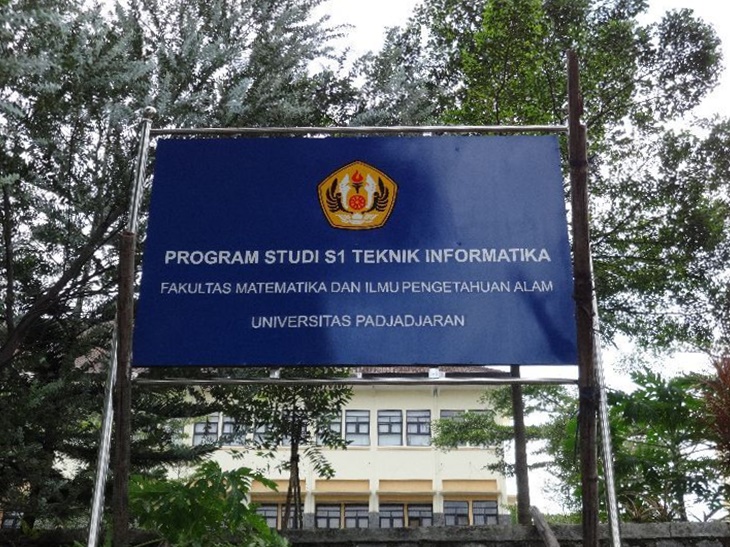 PROGRAM STUDI S1 TEKNIK INFORMATIKA
FAKULTAS MATEMATIKA DAN ILMU PENGETAHUAN ALAM
UNIVERSITAS PADJADJARAN